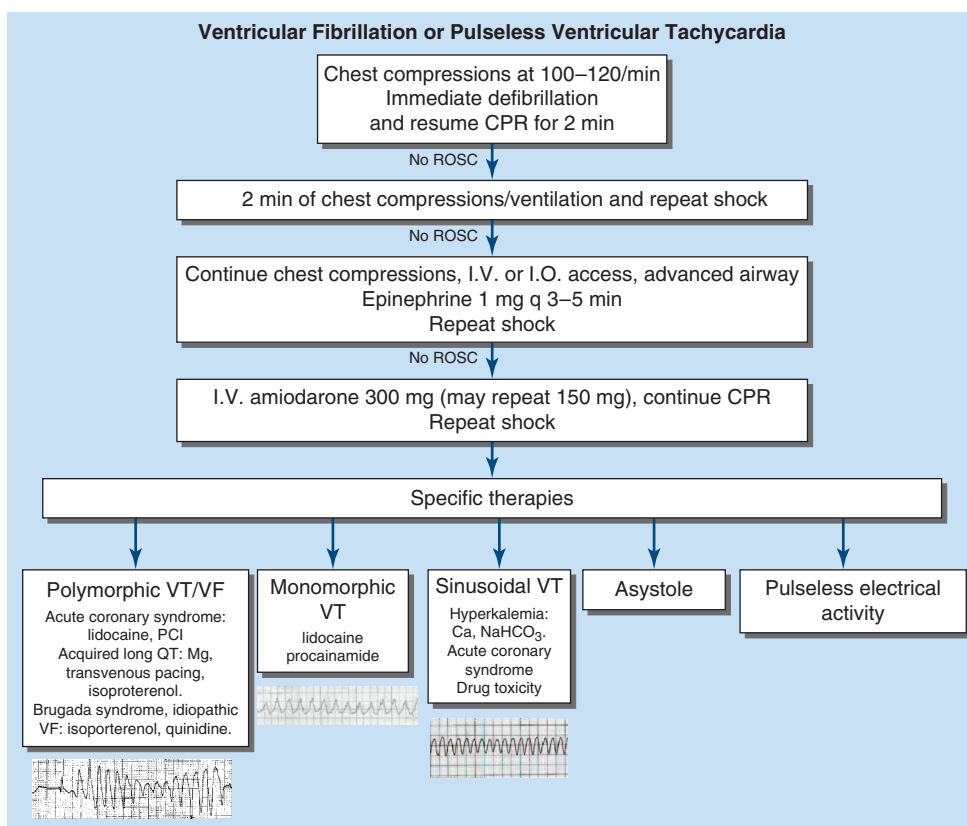 Ventricular Fibrillation or Pulseless Ventricular Tachycardia
Chest compressions at 100–120/min
Immediate defibrillation
and resume CPR for 2 min
No ROSC
2 min of chest compressions/ventilation and repeat shock
No ROSC
Continue chest compressions, I.V. or I.O. access, advanced airway
Epinephrine 1 mg q 3–5 min
Repeat shock
No ROSC
I.V. amiodarone 300 mg (may repeat 150 mg), continue CPR
Repeat shock
Specific therapies
Polymorphic VT/VF
Acute coronary syndrome:
lidocaine, PCI
Acquired long QT: Mg,
transvenous pacing,
isoproterenol.
Brugada syndrome, idiopathic
VF: isoporterenol, quinidine.
Monomorphic
VT
lidocaine
procainamide
Sinusoidal VT
Hyperkalemia:
Ca, NaHCO₃.
Acute coronary
syndrome
Drug toxicity
Asystole
Pulseless electrical
activity